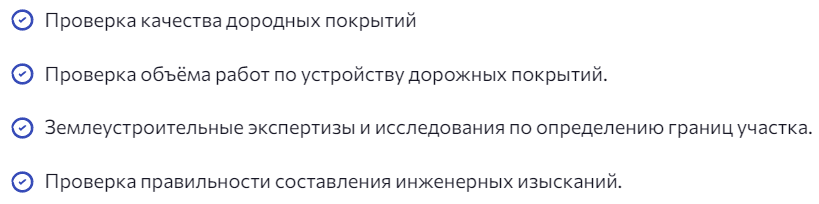 Проверка качества дородных покрытий
Проверка объёма работ по устройству дорожных покрытий.
Землеустроительные экспертизы и исследования по определению границ участка.
Проверка правильности составления инженерных изысканий.